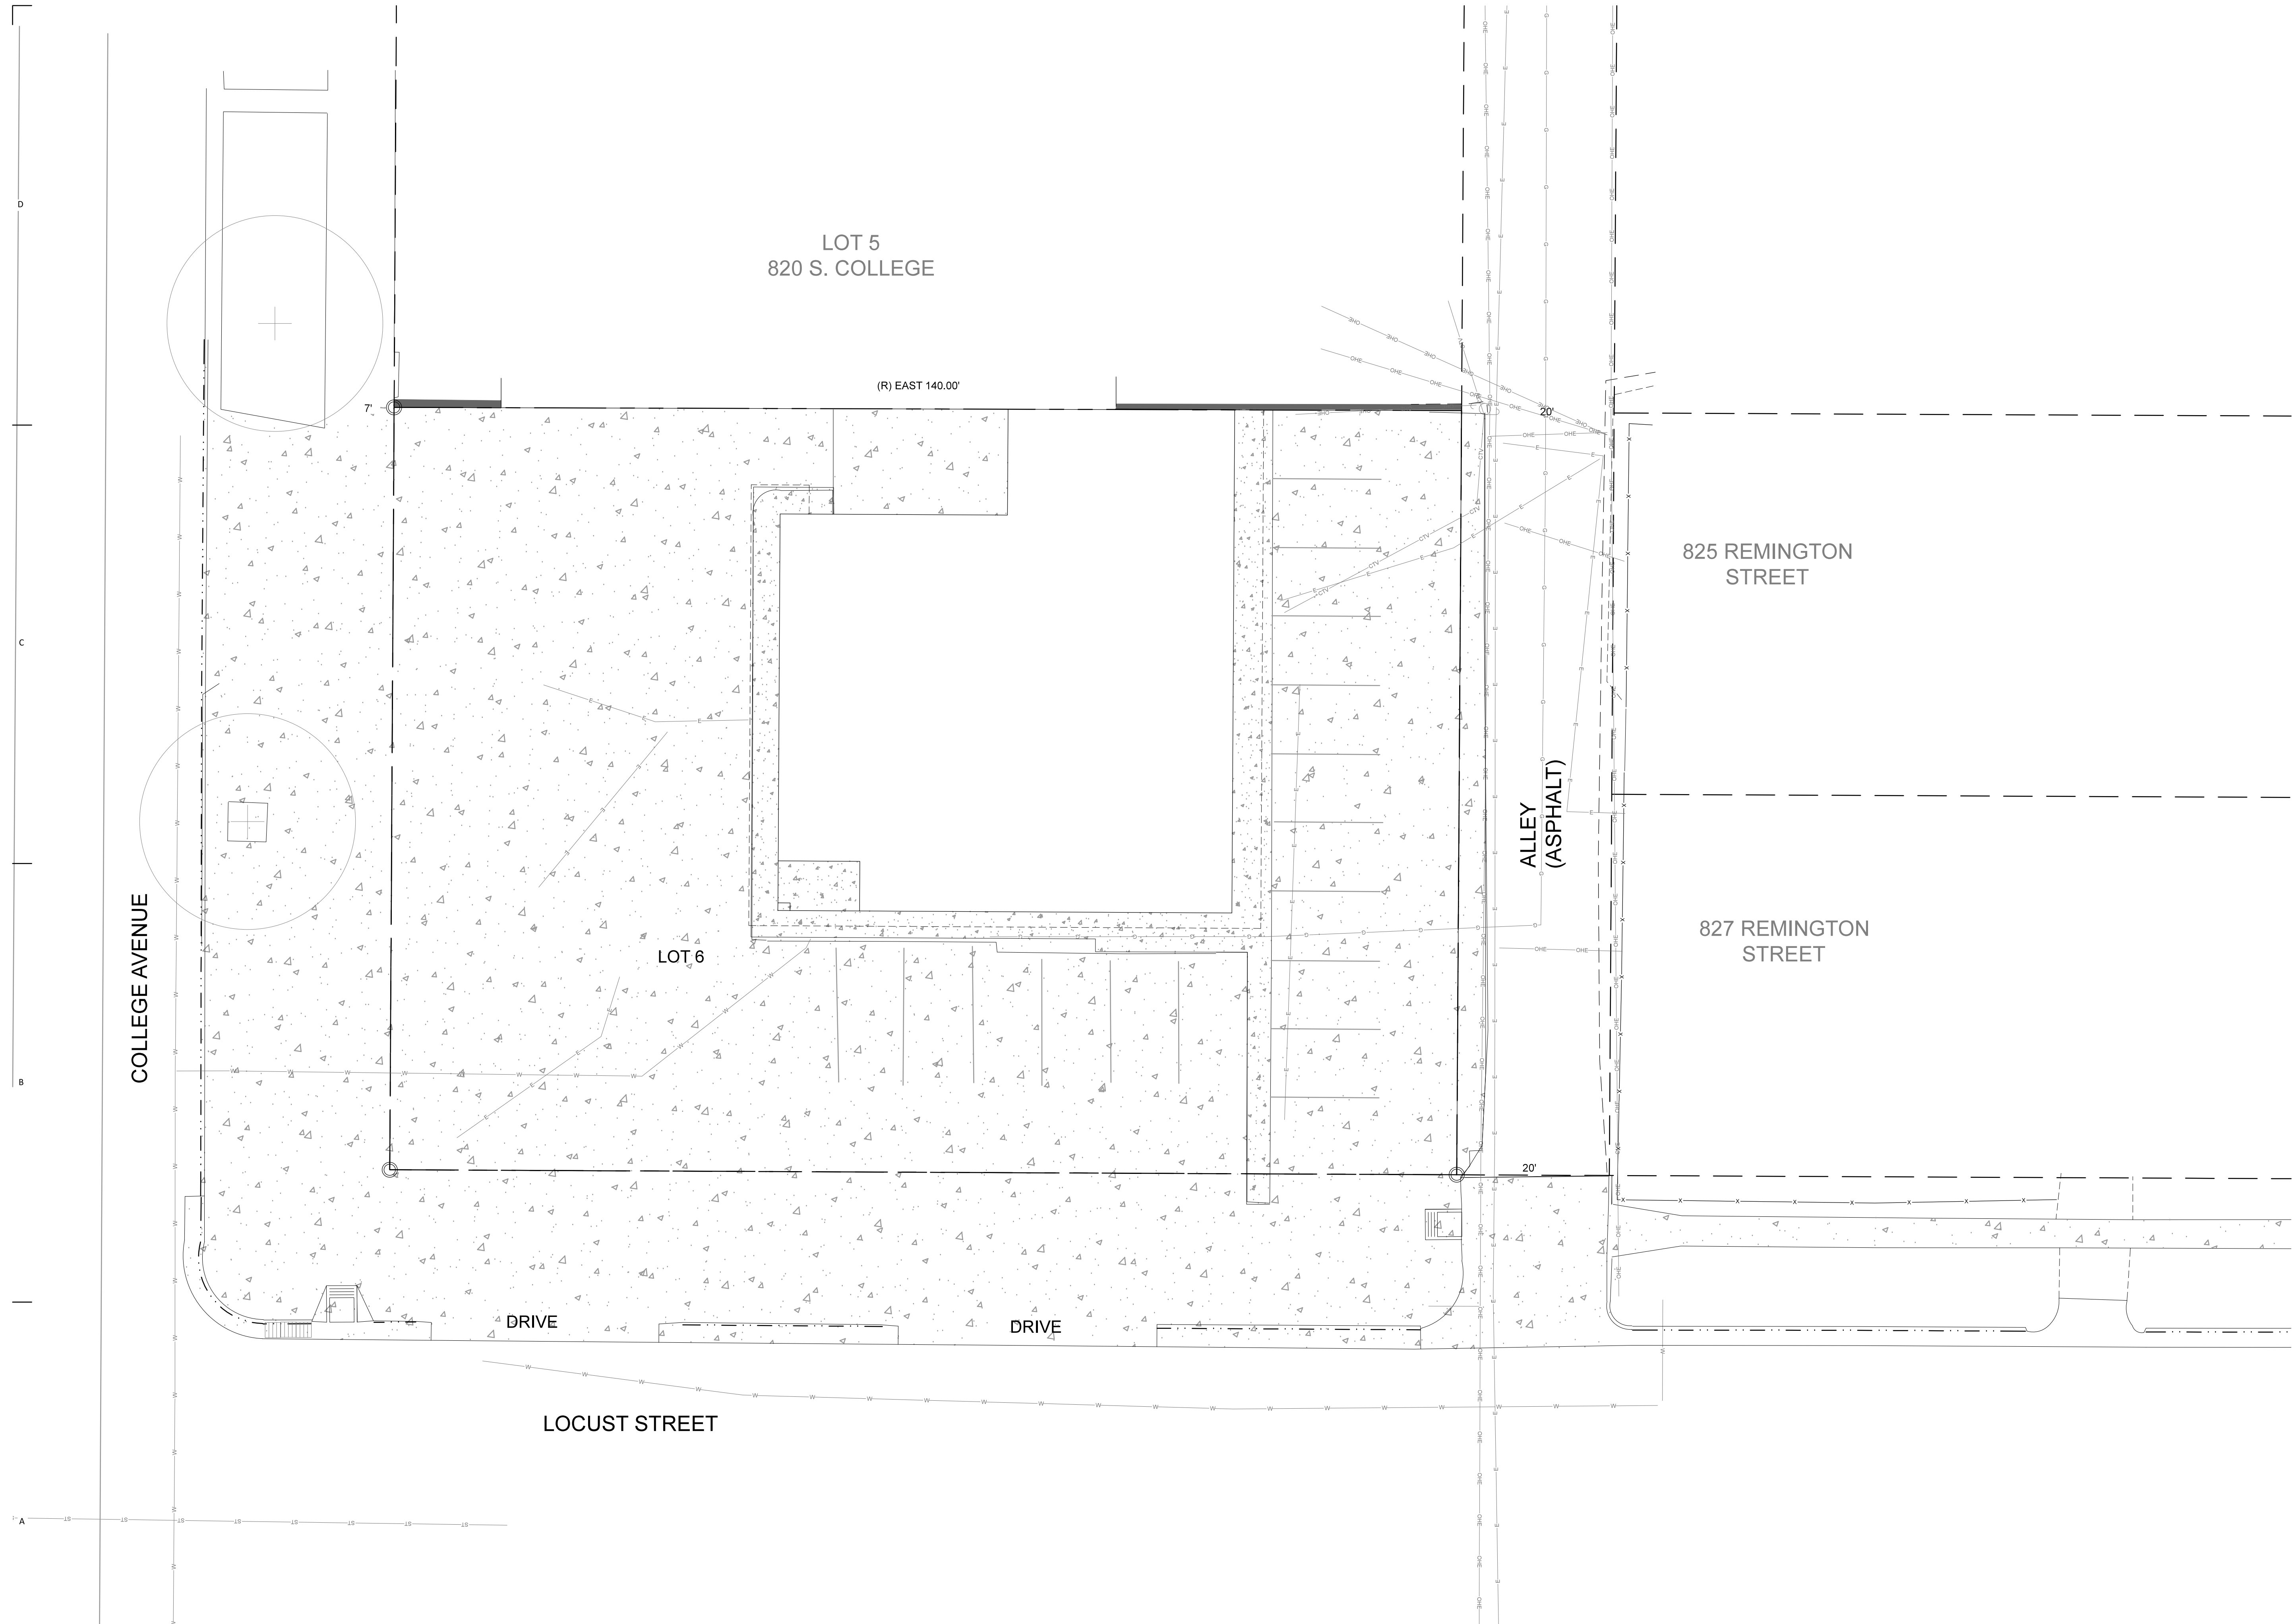 D
LOT 5
820 S. COLLEGE
(R) EAST 140.00'
7'
20'
825 REMINGTON
STREET
C
ALLEY
(ASPHALT)
COLLEGE AVENUE
LOT 6
827 REMINGTON
STREET
B
20'
DRIVE
DRIVE
LOCUST STREET
A